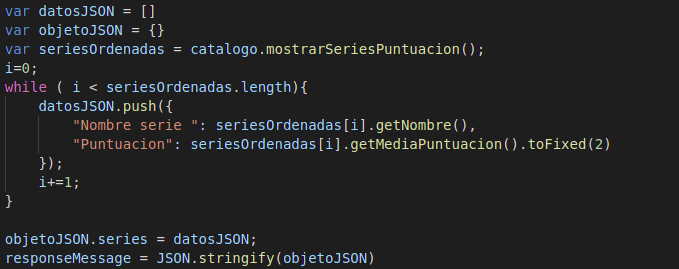 var datosJSON = []
var objetoJSON = {}
var seriesOrdenadas = catalogo.mostrarSeriesPuntuacion();
i=0;
while ( i < seriesOrdenadas.length){
    datosJSON.push({
        "Nombre serie ": seriesOrdenadas[i].getNombre(),
        "Puntuacion": seriesOrdenadas[i].getMediaPuntuacion().toFixed(2)
    });
    i+=1;
}

objetoJSON.series = datosJSON;
responseMessage = JSON.stringify(objetoJSON)